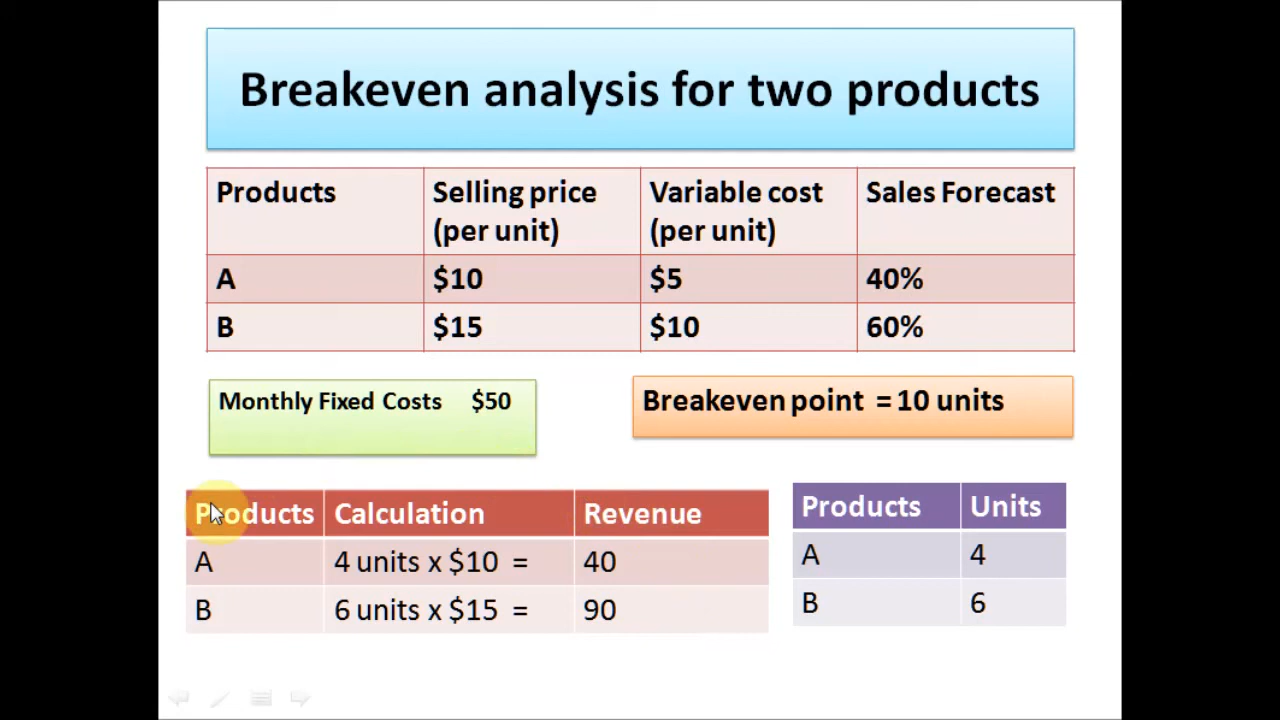 Breakeven analysis for two products
Products Selling price (per unit) Variable cost (per unit) Sales Forecast
A $10 $5 40%
B $15 $10 60%
Monthly Fixed Costs $50
Breakeven point = 10 units
Products Calculation Revenue
A 4 units x $10 = 40
B 6 units x $15 = 90
Products Units
A 4
B 6